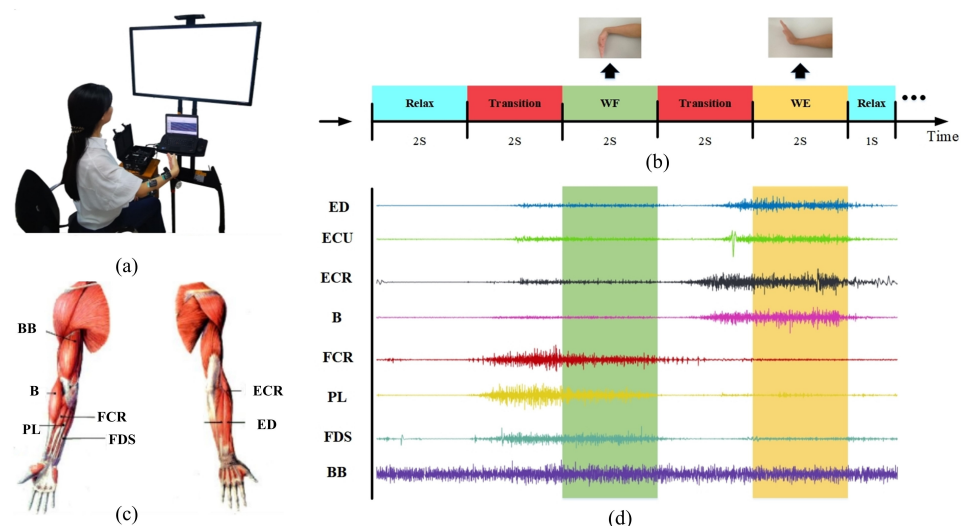 (a)
Relax Transition WF Transition WE Relax •••
2S 2S 2S 2S 2S 1S Time
(b)
BB
B
FCR
PL
FDS
ECR
ED
(c)
ED
ECU
ECR
B
FCR
PL
FDS
BB
(d)